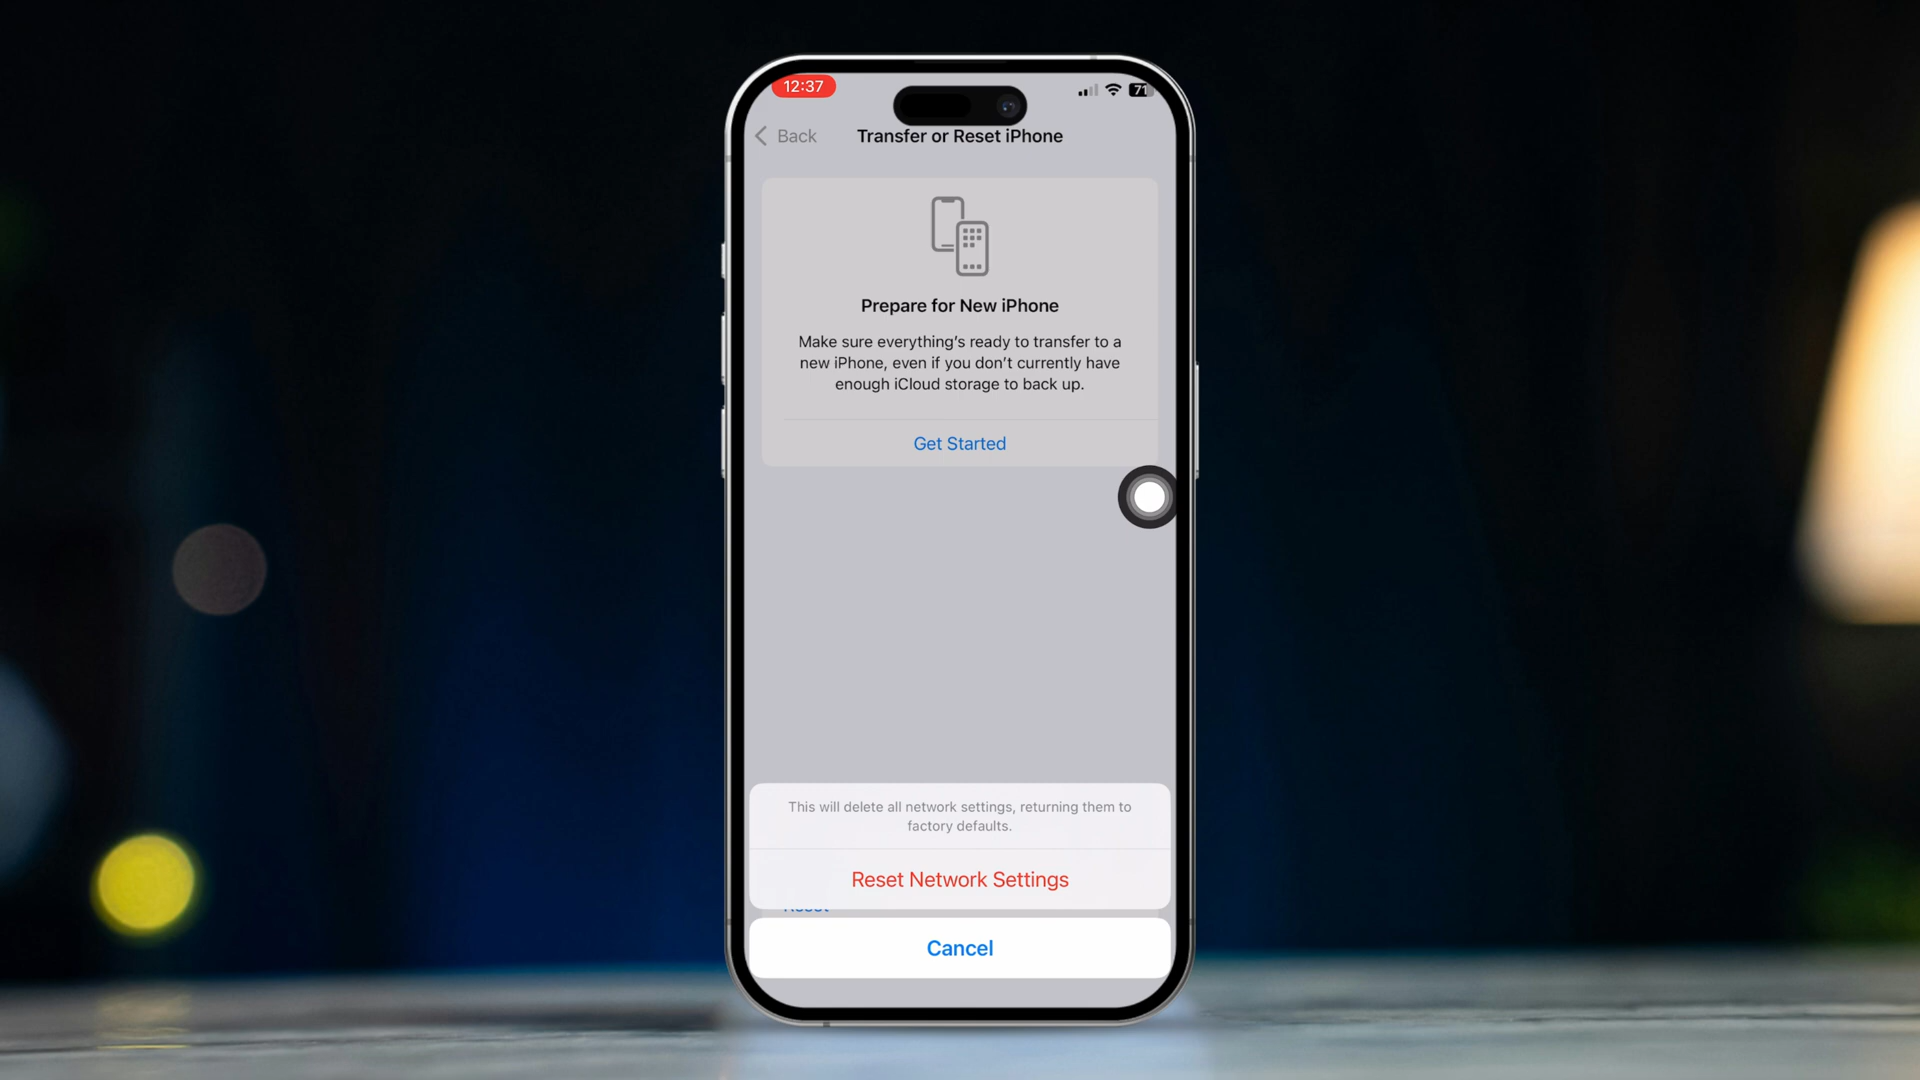 12:37
71
Back
Transfer or Reset iPhone
Prepare for New iPhone
Make sure everything's ready to transfer to a
new iPhone, even if you don't currently have
enough iCloud storage to back up.
Get Started
This will delete all network settings, returning them to
factory defaults.
Reset Network Settings
Reset
Cancel